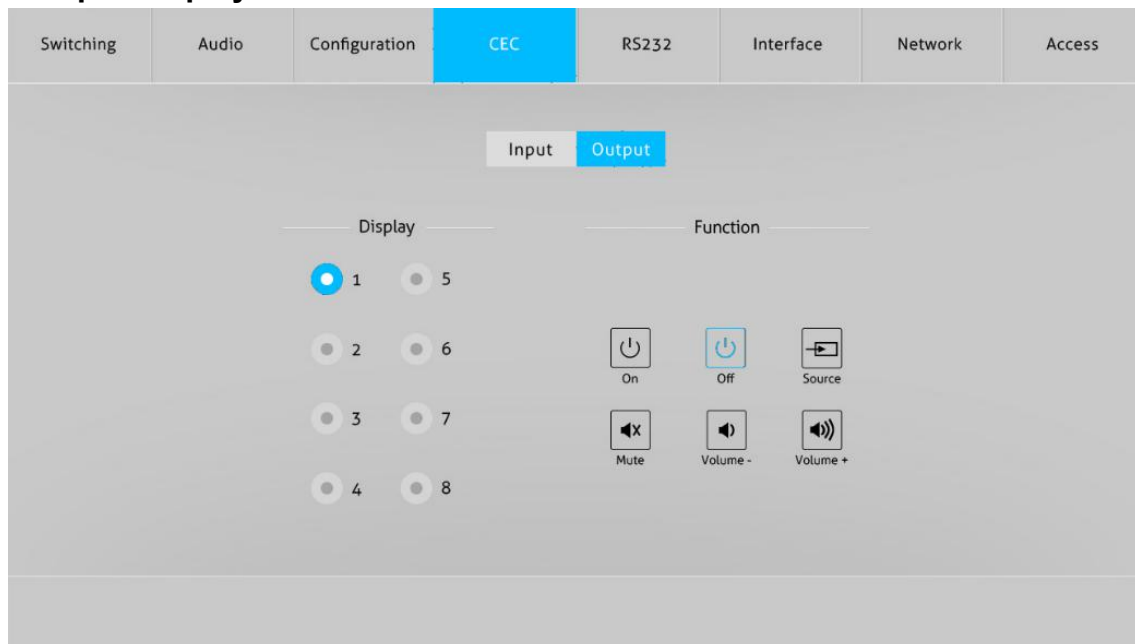 Switching Audio Configuration CEC RS232 Interface Network Access
Input Output
Display Function
1 5
2 6
On Off Source
3 7
Mute Volume - Volume +
4 8